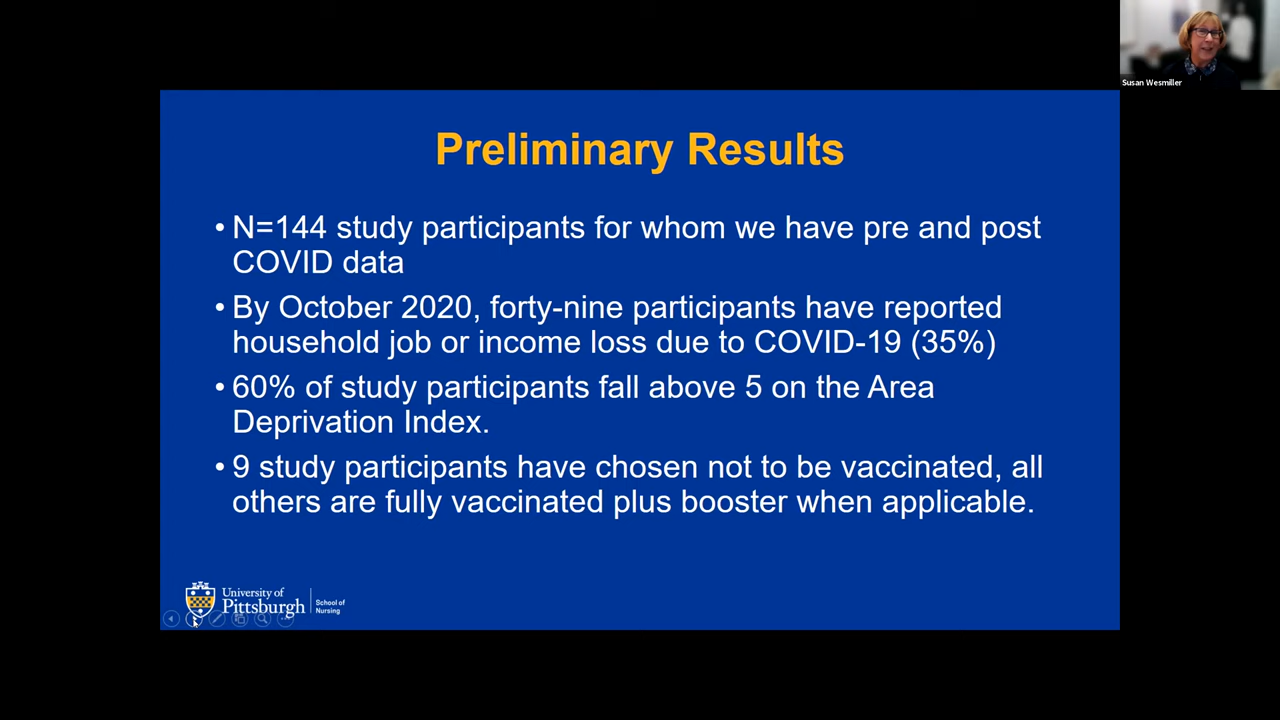 Susan Wesmiller
Preliminary Results
• N=144 study participants for whom we have pre and post
COVID data
• By October 2020, forty-nine participants have reported
household job or income loss due to COVID-19 (35%)
• 60% of study participants fall above 5 on the Area
Deprivation Index.
• 9 study participants have chosen not to be vaccinated, all
others are fully vaccinated plus booster when applicable.
University of
Pittsburgh
School of
Nursing